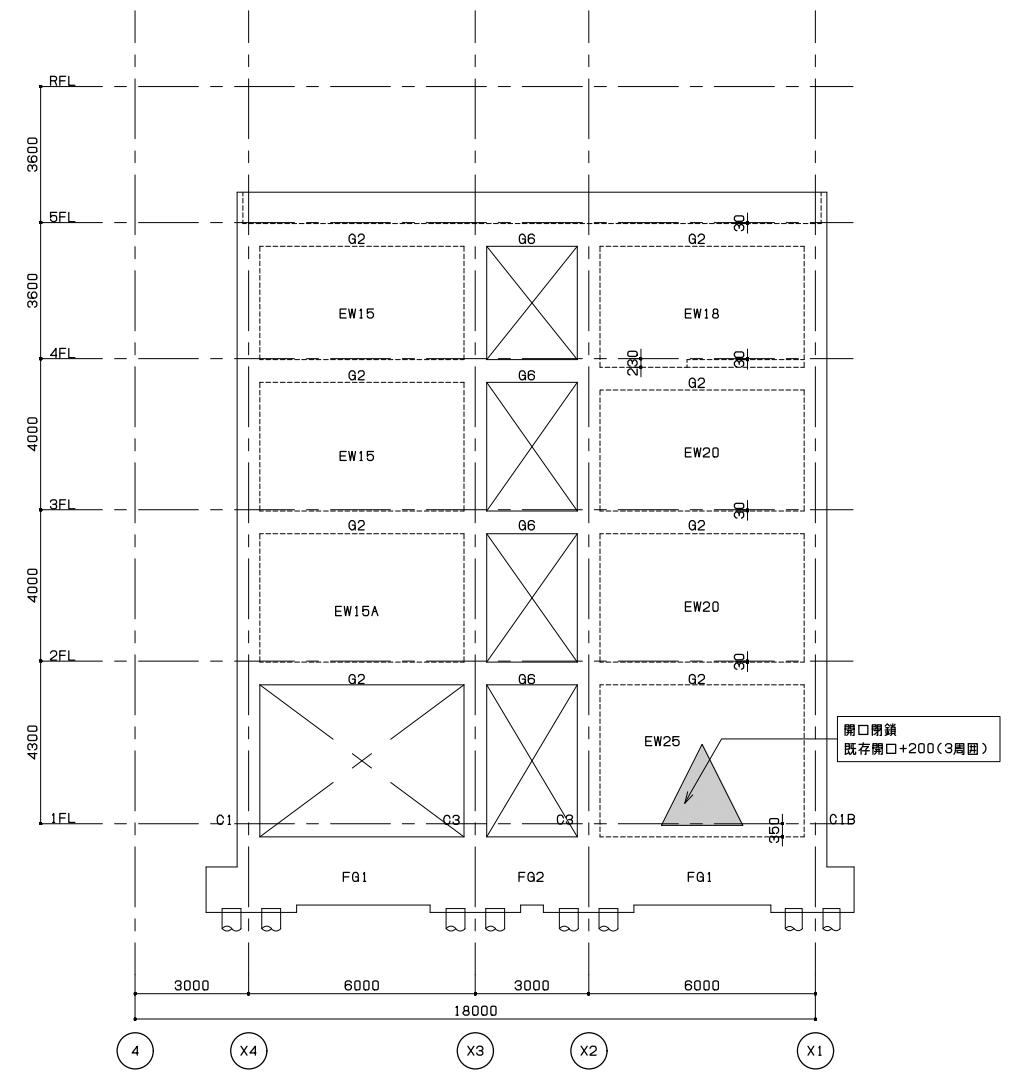 RFL
3600
5FL
30
G2
G6
G2
3600
EW15
EW18
4FL
230
30
G2
G6
G2
4000
EW15
EW20
3FL
30
G2
G6
G2
4000
EW15A
EW20
2FL
30
G2
G6
G2
4300
EW25
開口閉鎖
既存開口+200(3周囲)
1FL
C1
C3
C3
350
C1B
FG1
FG2
FG1
3000
6000
3000
6000
18000
4
X4
X3
X2
X1